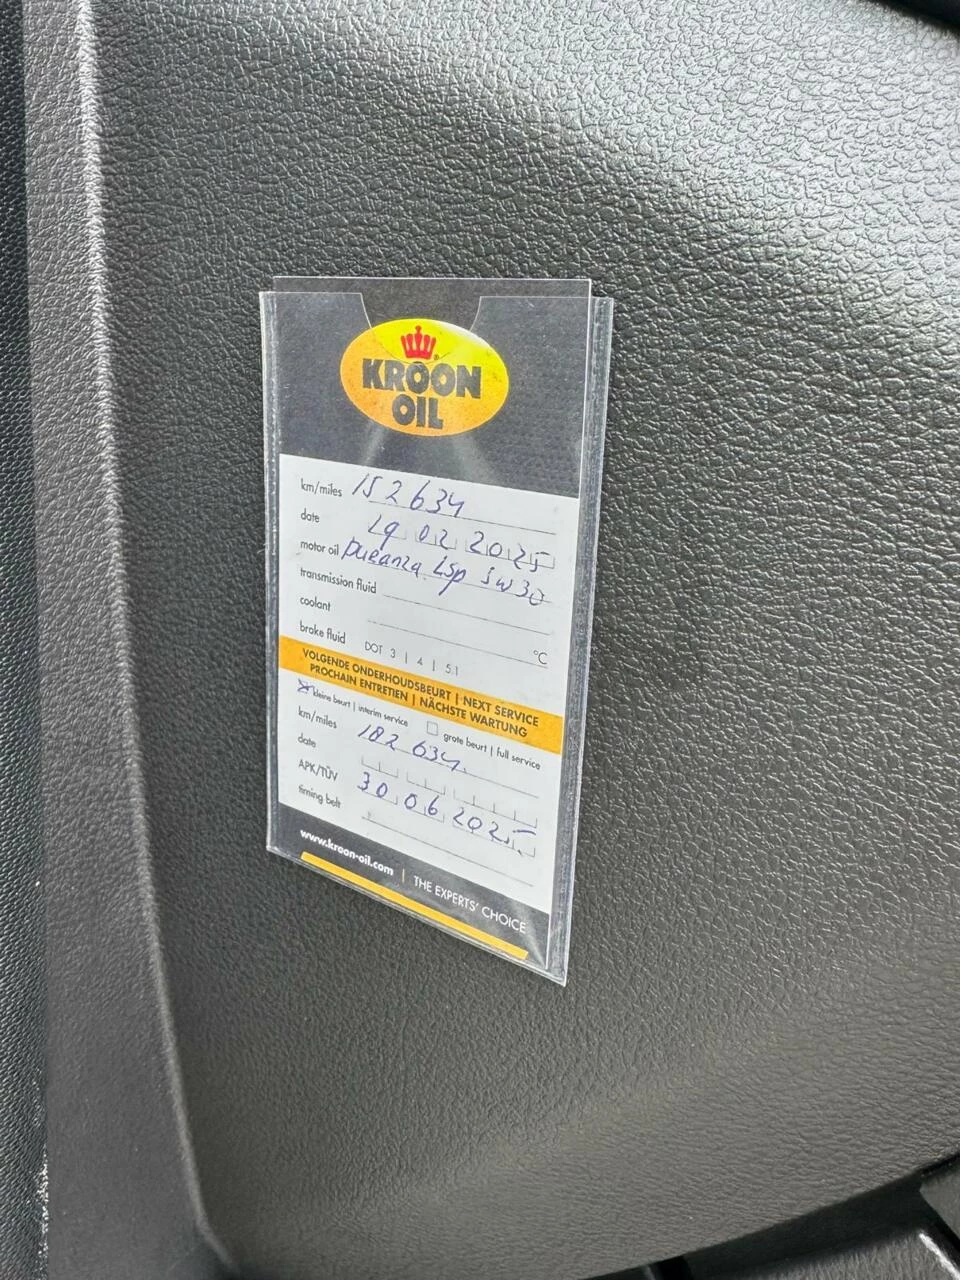 KROON
OIL
km/miles 152634
date 19 02 2025
motor oil Duranza LSP 5w30
transmission fluid
coolant °C
brake fluid DOT 3 | 4 | 5.1
VOLGENDE ONDERHOUDSBEURT | NEXT SERVICE
PROCHAIN ENTRETIEN | NÄCHSTE WARTUNG
kleine beurt | interim service grote beurt | full service
km/miles 182 634
date
APK/TÜV 30 06 2025
timing belt
www.kroon-oil.com | THE EXPERTS' CHOICE